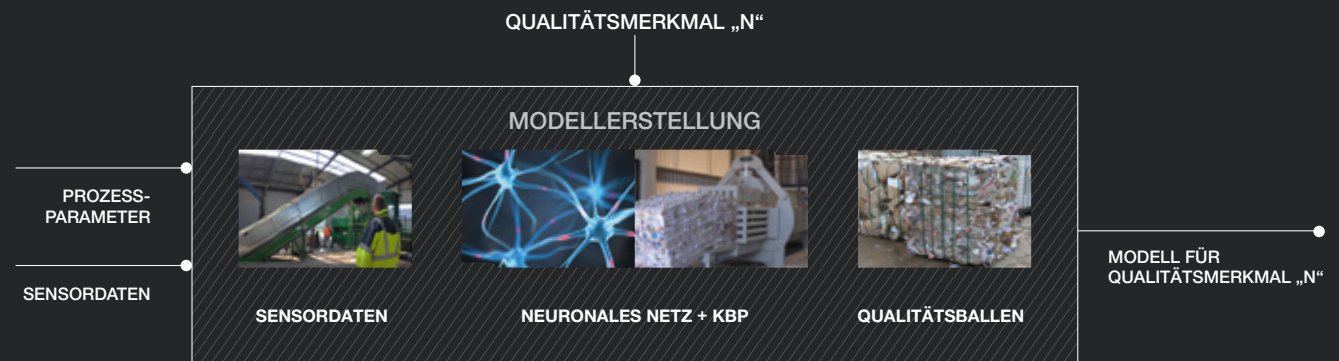 QUALITÄTSMERKMAL „N“
MODELLERSTELLUNG
PROZESS-
PARAMETER
SENSORDATEN
SENSORDATEN
NEURONALES NETZ + KBP
QUALITÄTSBALLEN
MODELL FÜR
QUALITÄTSMERKMAL „N“